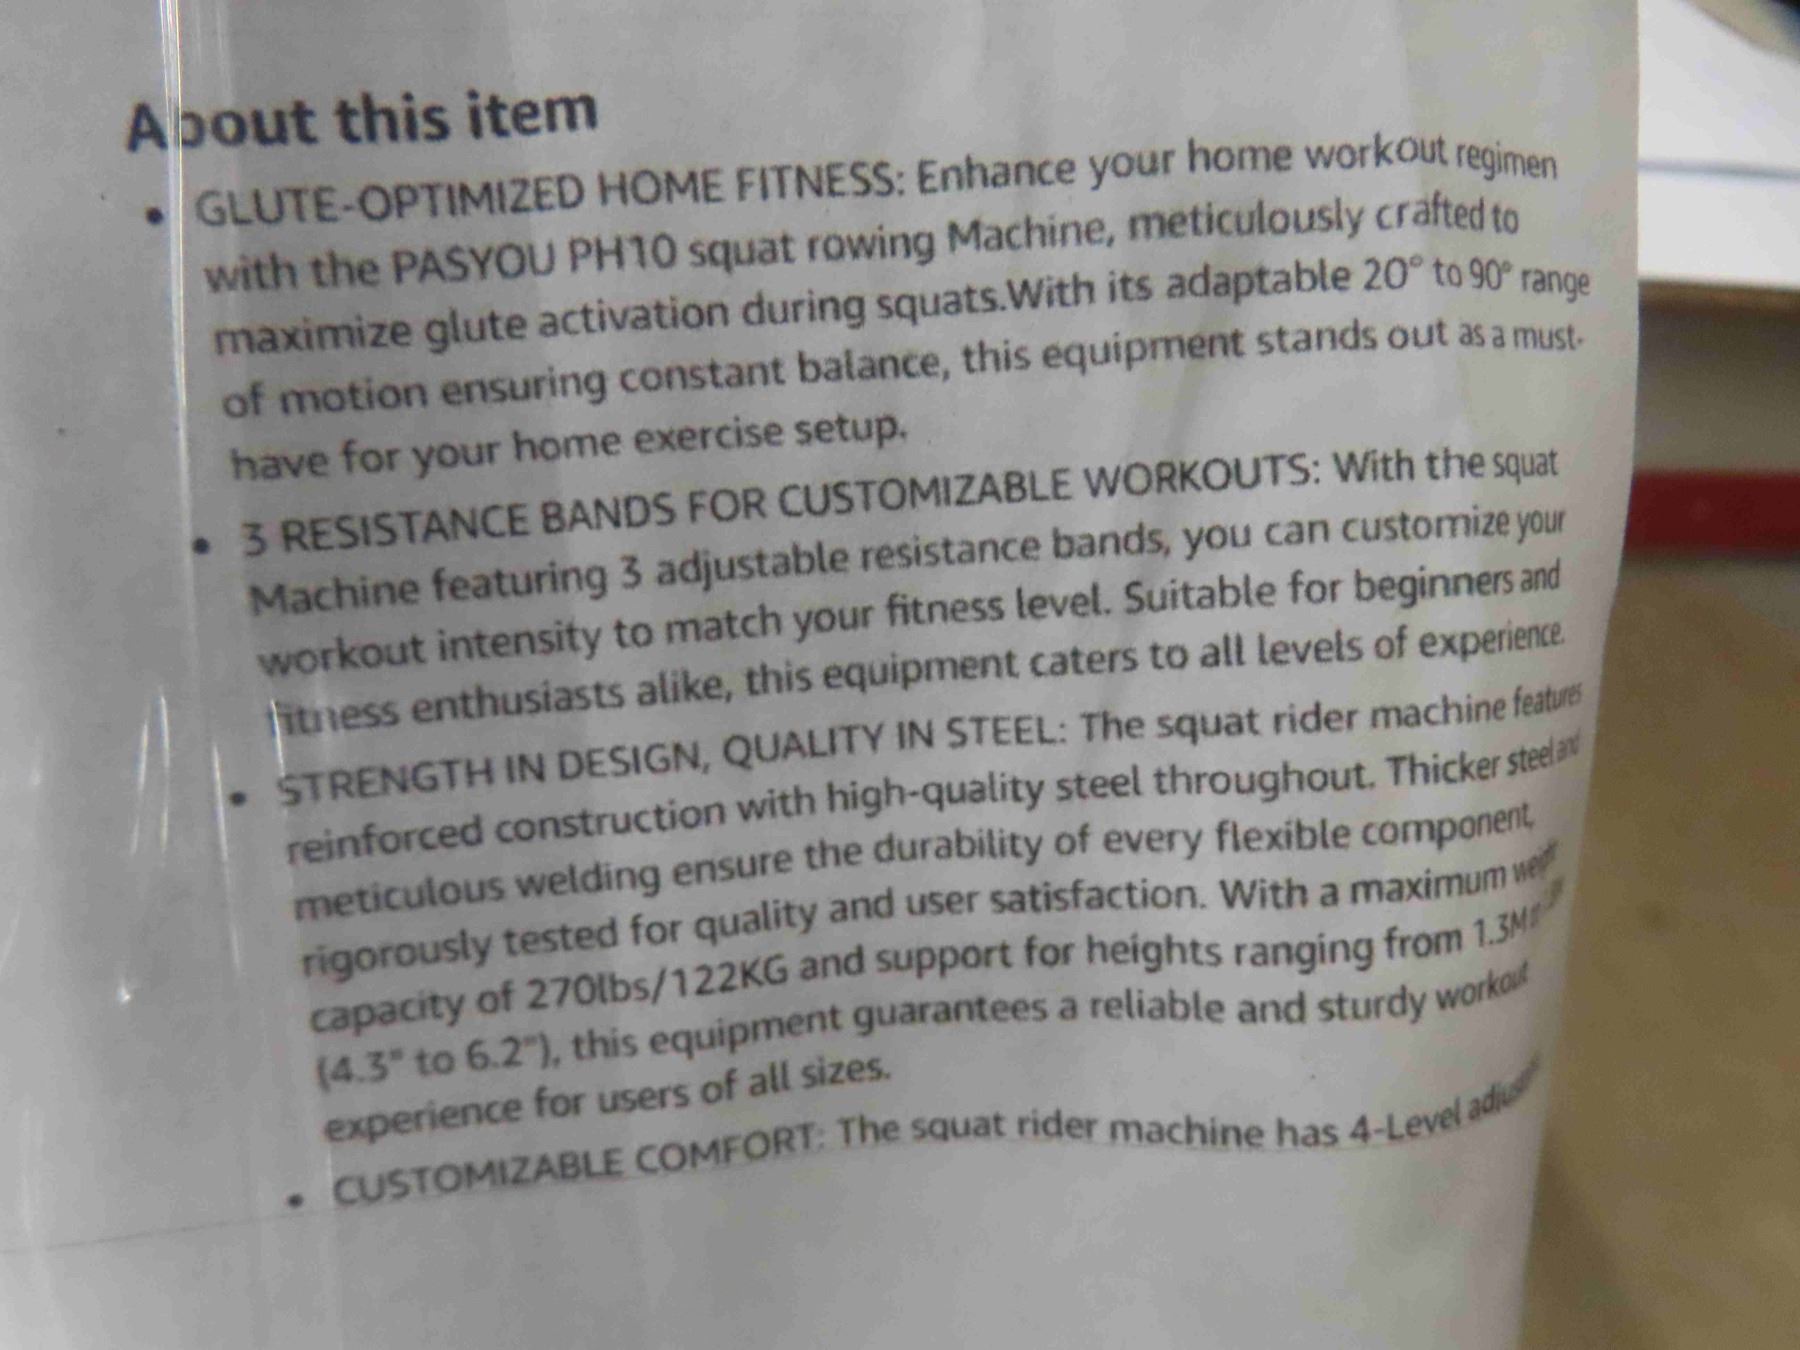 About this item
• GLUTE-OPTIMIZED HOME FITNESS: Enhance your home workout regimen
with the PASYOU PH10 squat rowing Machine, meticulously crafted to
maximize glute activation during squats.With its adaptable 20° to 90° range
of motion ensuring constant balance, this equipment stands out as a must-
have for your home exercise setup.
• 3 RESISTANCE BANDS FOR CUSTOMIZABLE WORKOUTS: With the squat
Machine featuring 3 adjustable resistance bands, you can customize your
workout intensity to match your fitness level. Suitable for beginners and
fitness enthusiasts alike, this equipment caters to all levels of experience.
• STRENGTH IN DESIGN, QUALITY IN STEEL: The squat rider machine features
reinforced construction with high-quality steel throughout. Thicker steel and
meticulous welding ensure the durability of every flexible component,
rigorously tested for quality and user satisfaction. With a maximum weight
capacity of 270lbs/122KG and support for heights ranging from 1.3M
(4.3" to 6.2"), this equipment guarantees a reliable and sturdy workout
experience for users of all sizes.
• CUSTOMIZABLE COMFORT: The squat rider machine has 4-Level